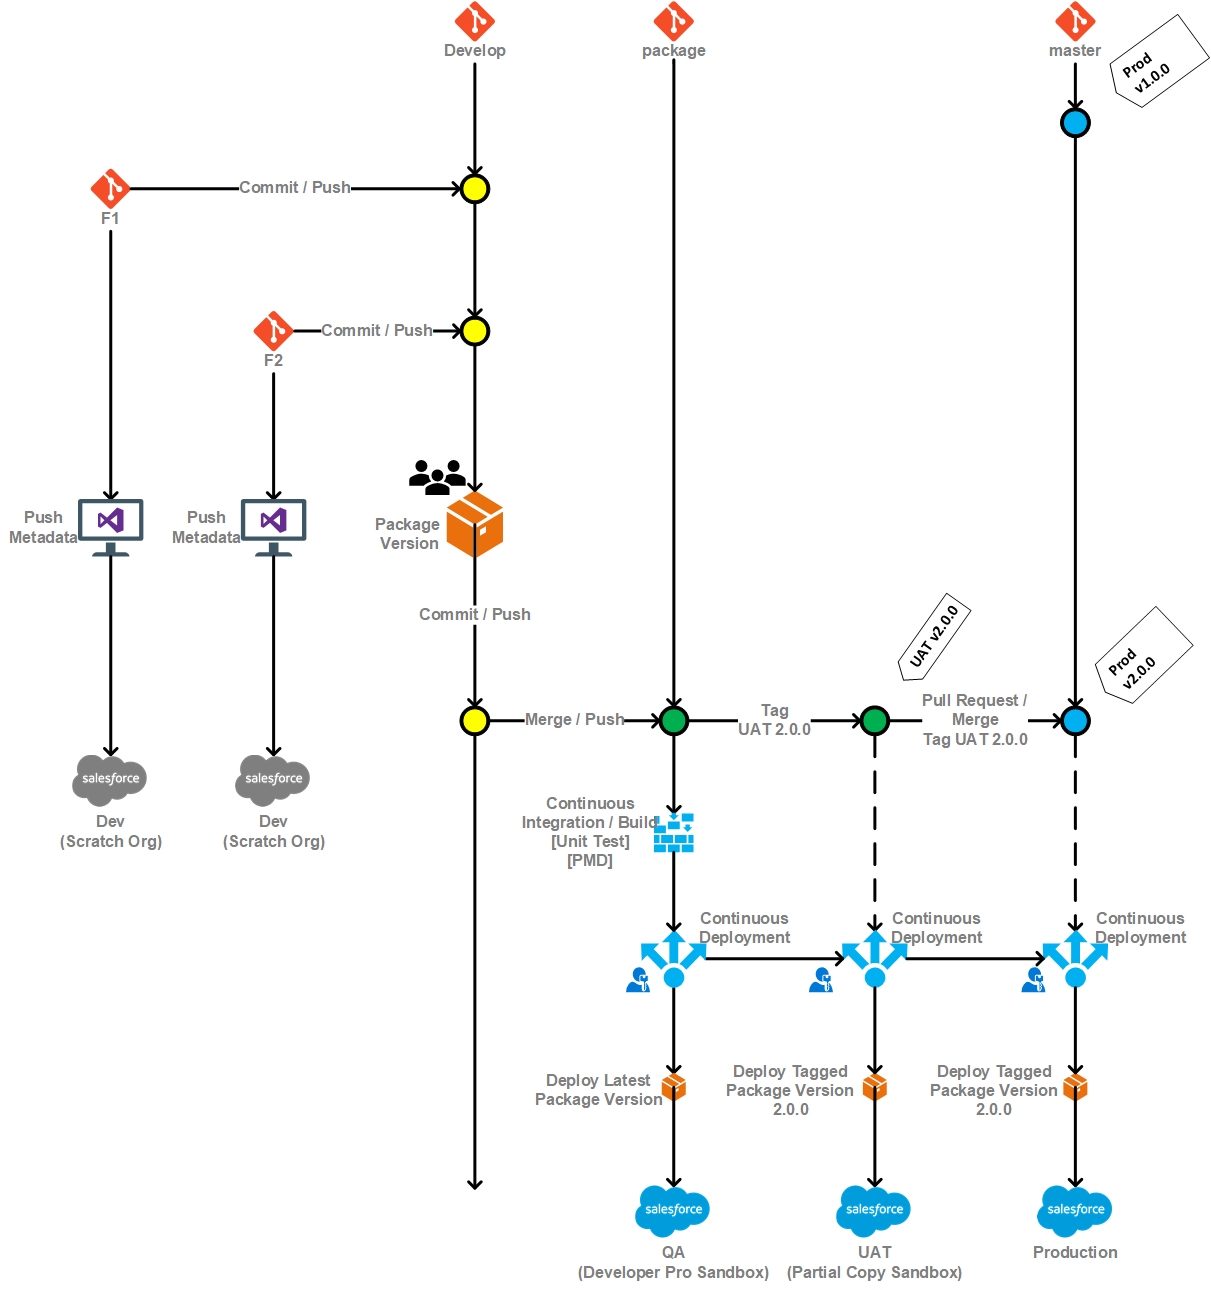 Develop
package
master
Prod
v1.0.0
Commit / Push
F1
Commit / Push
F2
Push
Metadata
Push
Metadata
Package
Version
Commit / Push
UAT v2.0.0
Prod
v2.0.0
Merge / Push
Tag
UAT 2.0.0
Pull Request /
Merge
Tag UAT 2.0.0
salesforce
salesforce
Dev
(Scratch Org)
Dev
(Scratch Org)
Continuous
Integration / Build
[Unit Test]
[PMD]
Continuous
Deployment
Continuous
Deployment
Continuous
Deployment
Deploy Latest
Package Version
Deploy Tagged
Package Version
2.0.0
Deploy Tagged
Package Version
2.0.0
salesforce
salesforce
salesforce
QA
(Developer Pro Sandbox)
UAT
(Partial Copy Sandbox)
Production